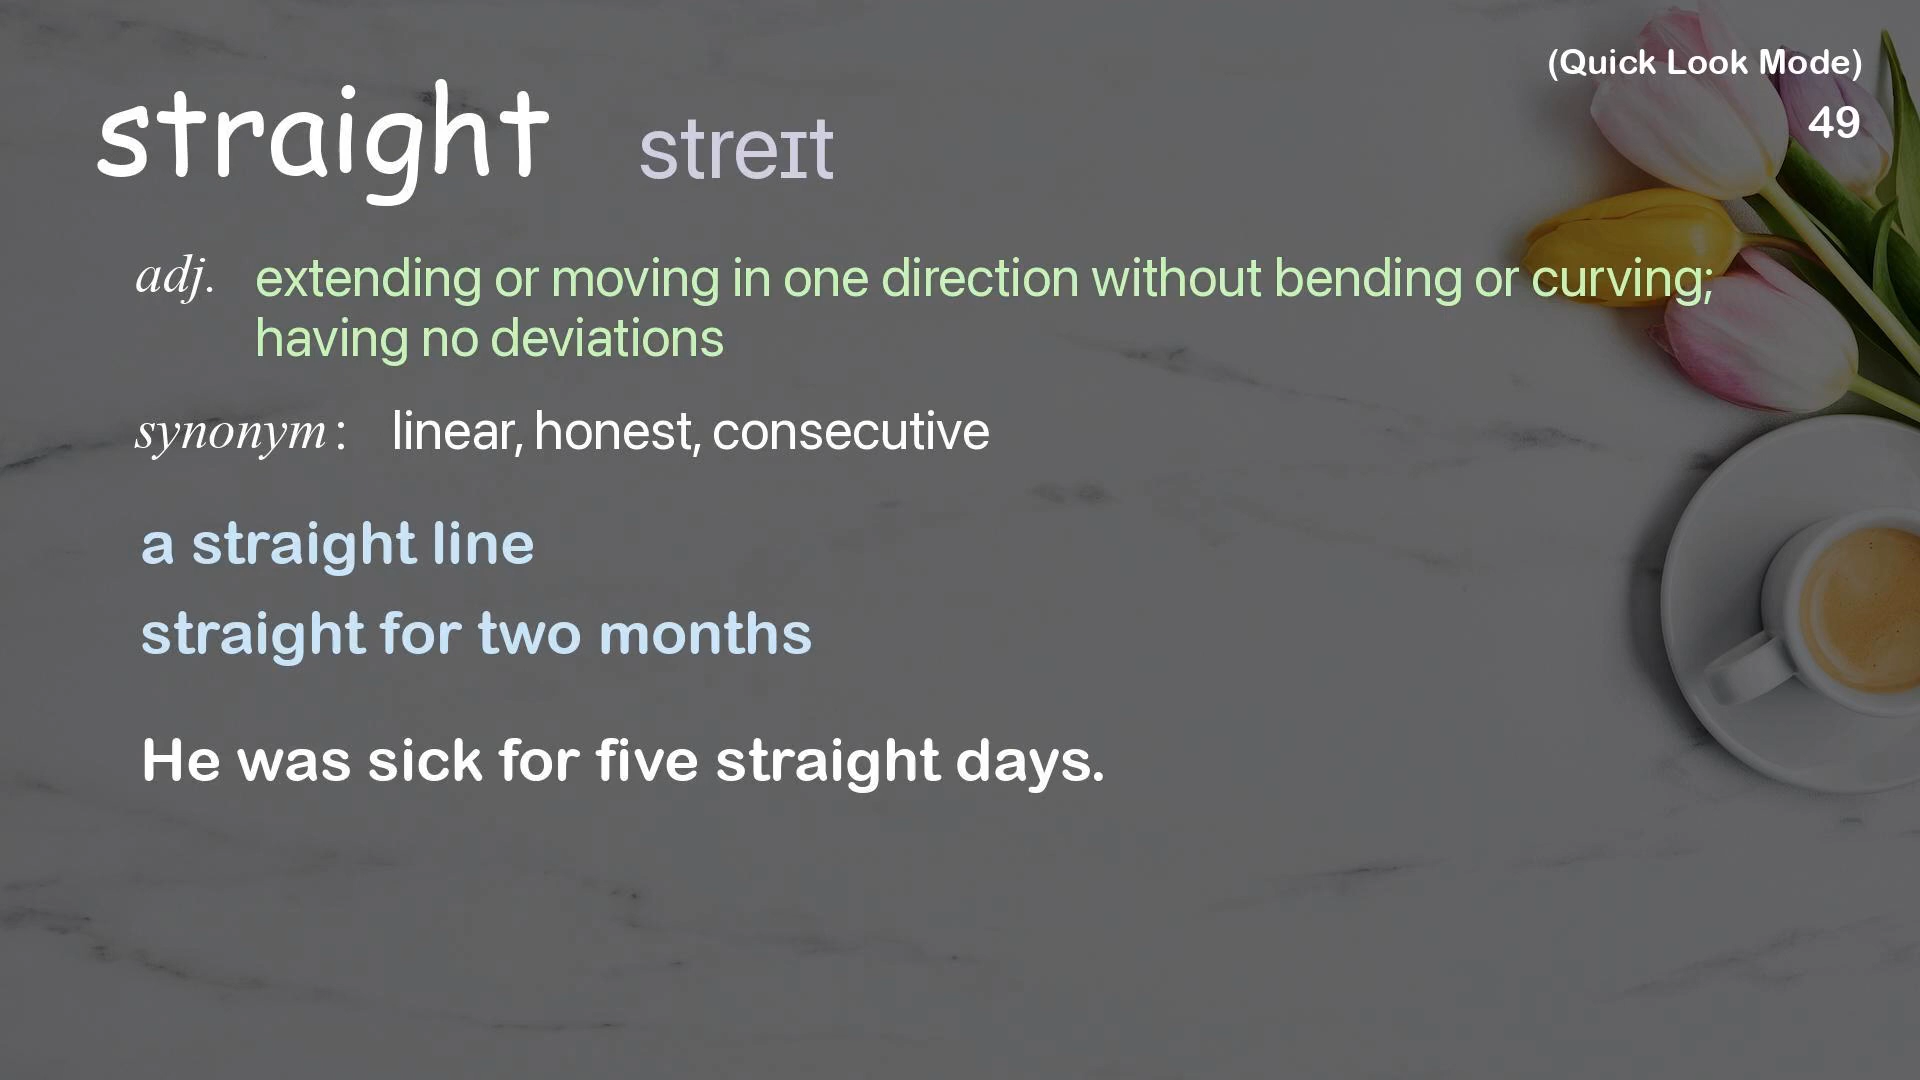 (Quick Look Mode)
49
straight streɪt
adj. extending or moving in one direction without bending or curving;
having no deviations
synonym: linear, honest, consecutive
a straight line
straight for two months
He was sick for five straight days.